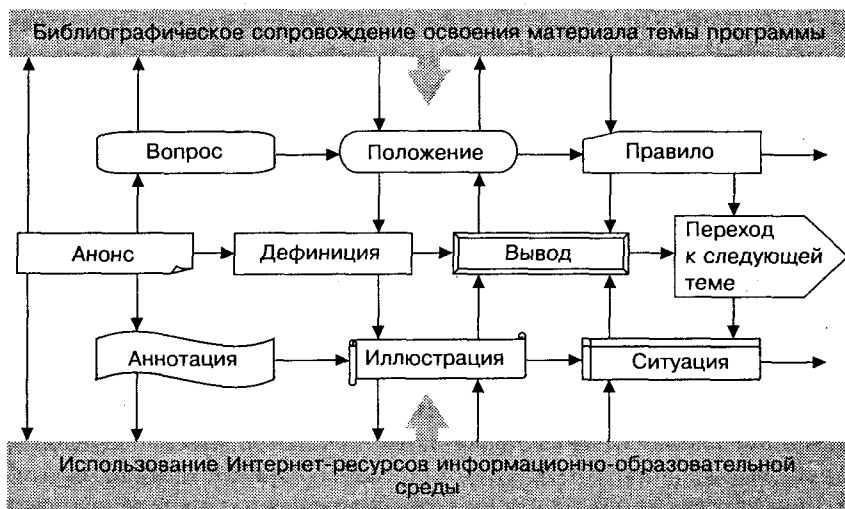 Библиографическое сопровождение освоения материала темы программы
Вопрос
Положение
Правило
Анонс
Дефиниция
Вывод
Переход
к следующей
теме
Аннотация
Иллюстрация
Ситуация
Использование Интернет-ресурсов информационно-образовательной
среды